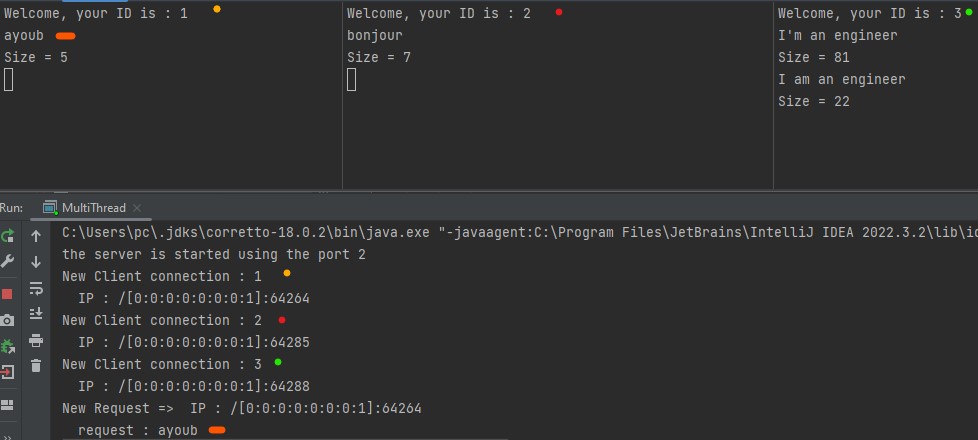 Welcome, your ID is : 1
ayoub
Size = 5
Welcome, your ID is : 2
bonjour
Size = 7
Welcome, your ID is : 3
I'm an engineer
Size = 81
I am an engineer
Size = 22
Run: MultiThread
C:\Users\pc\.jdks\corretto-18.0.2\bin\java.exe "-javaagent:C:\Program Files\JetBrains\IntelliJ IDEA 2022.3.2\lib\
the server is started using the port 2
New Client connection : 1
IP : /[0:0:0:0:0:0:0:1]:64264
New Client connection : 2
IP : /[0:0:0:0:0:0:0:1]:64285
New Client connection : 3
IP : /[0:0:0:0:0:0:0:1]:64288
New Request => IP : /[0:0:0:0:0:0:0:1]:64264
request : ayoub